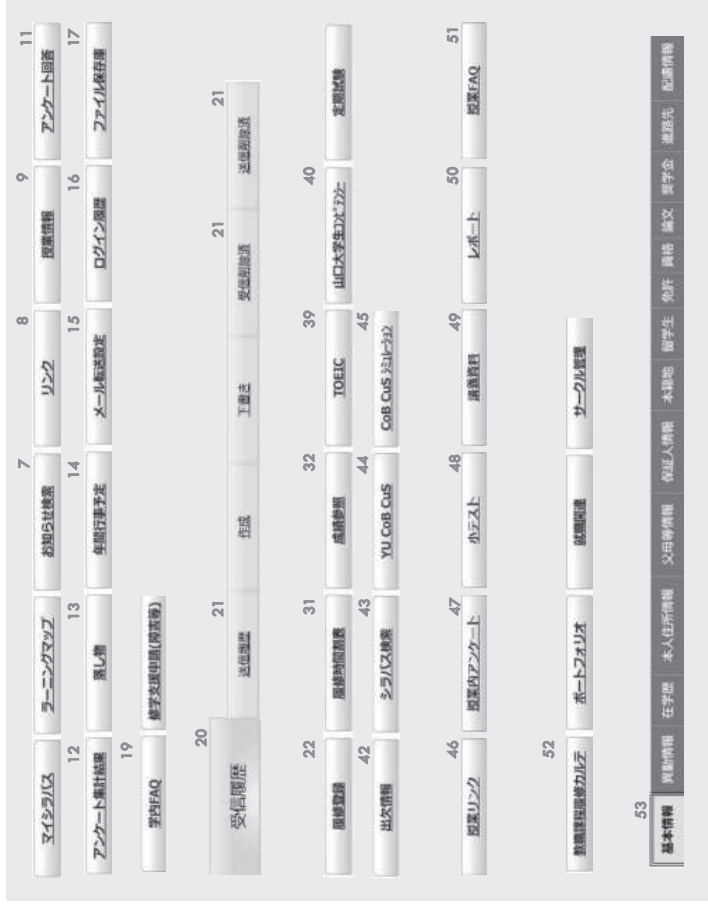 マイシラバス ラーニングマップ 7 お知らせ検索 8 リンク 9 授業情報 11 アンケート回答
12 アンケート集計結果 13 落し物 14 年間行事予定 15 メール転送設定 16 ログイン履歴 17 ファイル保存庫
19 学内FAQ 修学支援申請(障害等)
20 受信履歴 21 送信履歴 作成 下書き 21 受信削除済 21 送信削除済
22 履修登録 31 履修時間割表 32 成績参照 39 TOEIC 40 山口大学生コンピテンシー 定期試験
42 出欠情報 43 シラバス検索 44 YU CoB CuS 45 CoB CuS シミュレーション
46 授業リンク 47 授業内アンケート 48 小テスト 49 講義資料 50 レポート 51 授業FAQ
52 教職課程履修カルテ ポートフォリオ 就職関連 サークル管理
53 基本情報 異動情報 在学歴 本人住所情報 父母等情報 保証人情報 本籍地 留学生 免許 資格 論文 奨学金 進路先 配慮情報